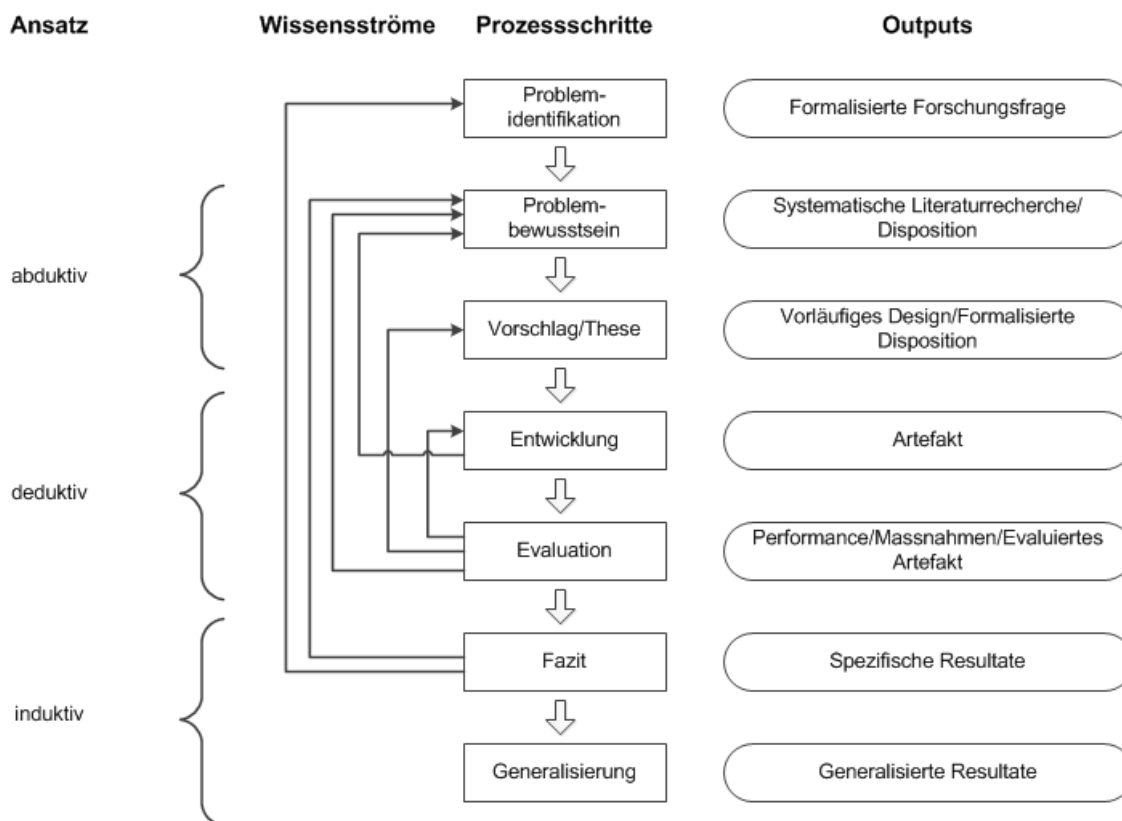 Ansatz
Wissensströme
Prozessschritte
Outputs
Problem-
identifikation
Formalisierte Forschungsfrage
abduktiv
Problem-
bewusstsein
Systematische Literaturrecherche/
Disposition
Vorschlag/These
Vorläufiges Design/Formalisierte
Disposition
deduktiv
Entwicklung
Artefakt
Evaluation
Performance/Massnahmen/Evaluiertes
Artefakt
induktiv
Fazit
Spezifische Resultate
Generalisierung
Generalisierte Resultate